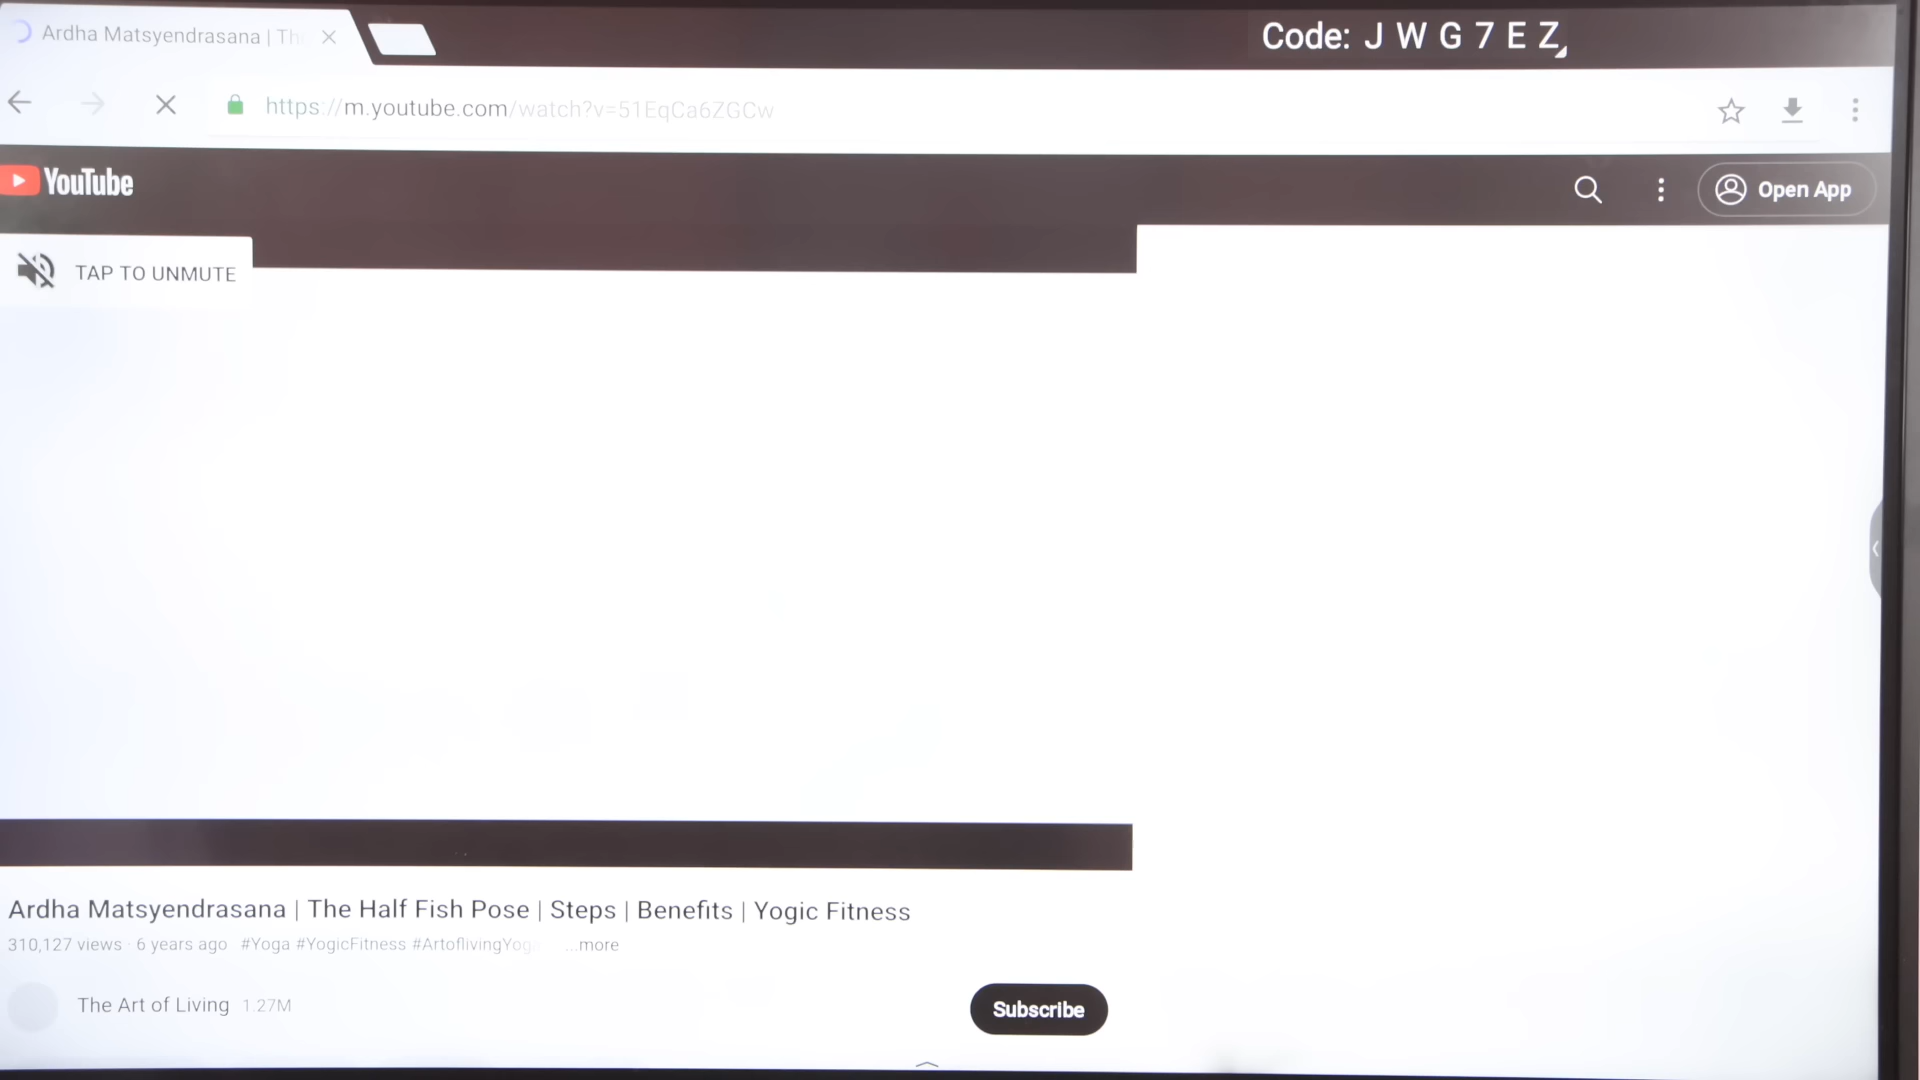 Ardha Matsyendrasana | Th
Code: J W G 7 E Z
https://m.youtube.com/watch?v=51EqCa6ZGCw
YouTube
Open App
TAP TO UNMUTE
Ardha Matsyendrasana | The Half Fish Pose | Steps | Benefits | Yogic Fitness
310,127 views · 6 years ago #Yoga #YogicFitness #ArtoflivingYog ...more
The Art of Living 1.27M
Subscribe